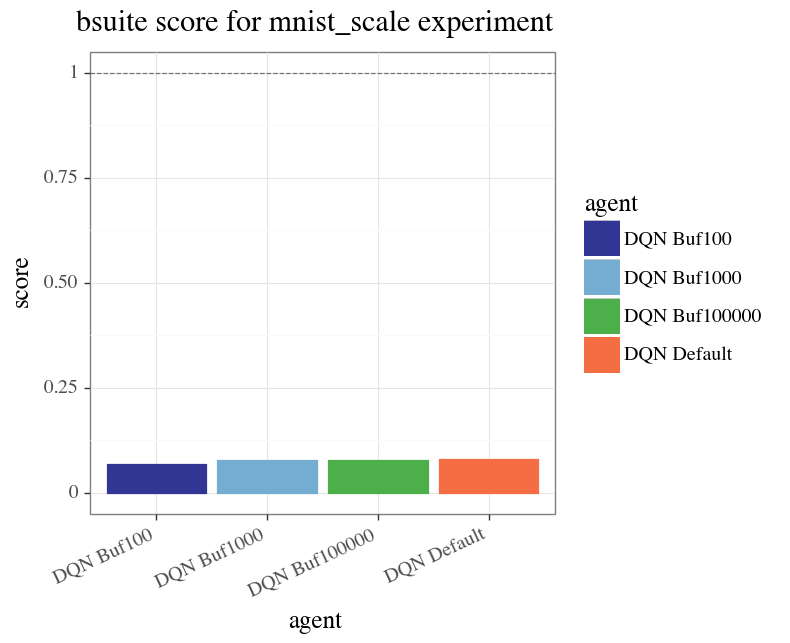 bsuite score for mnist_scale experiment
1
0.75
0.50
0.25
0
score
DQN Buf100
DQN Buf1000
DQN Buf100000
DQN Default
agent
agent
DQN Buf100
DQN Buf1000
DQN Buf100000
DQN Default